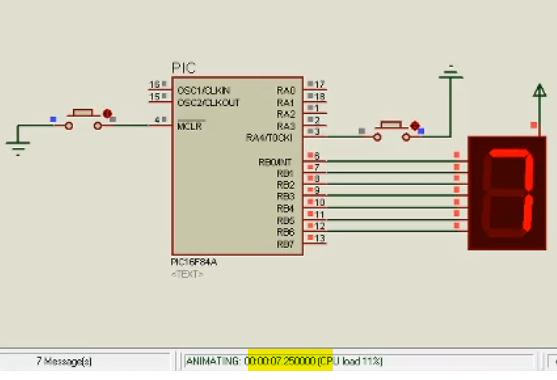 PIC
16 OSC1/CLKIN RA0 17
15 OSC2/CLKOUT RA1 18
RA2 1
4 MCLR RA3 2
RA4/T0CKI 3
RB0/INT 6
RB1 7
RB2 8
RB3 9
RB4 10
RB5 11
RB6 12
RB7 13
PIC16F84A
<TEXT>
7
7 Message(s) ANIMATING: 00:00:07.250000 (CPU load 11%)